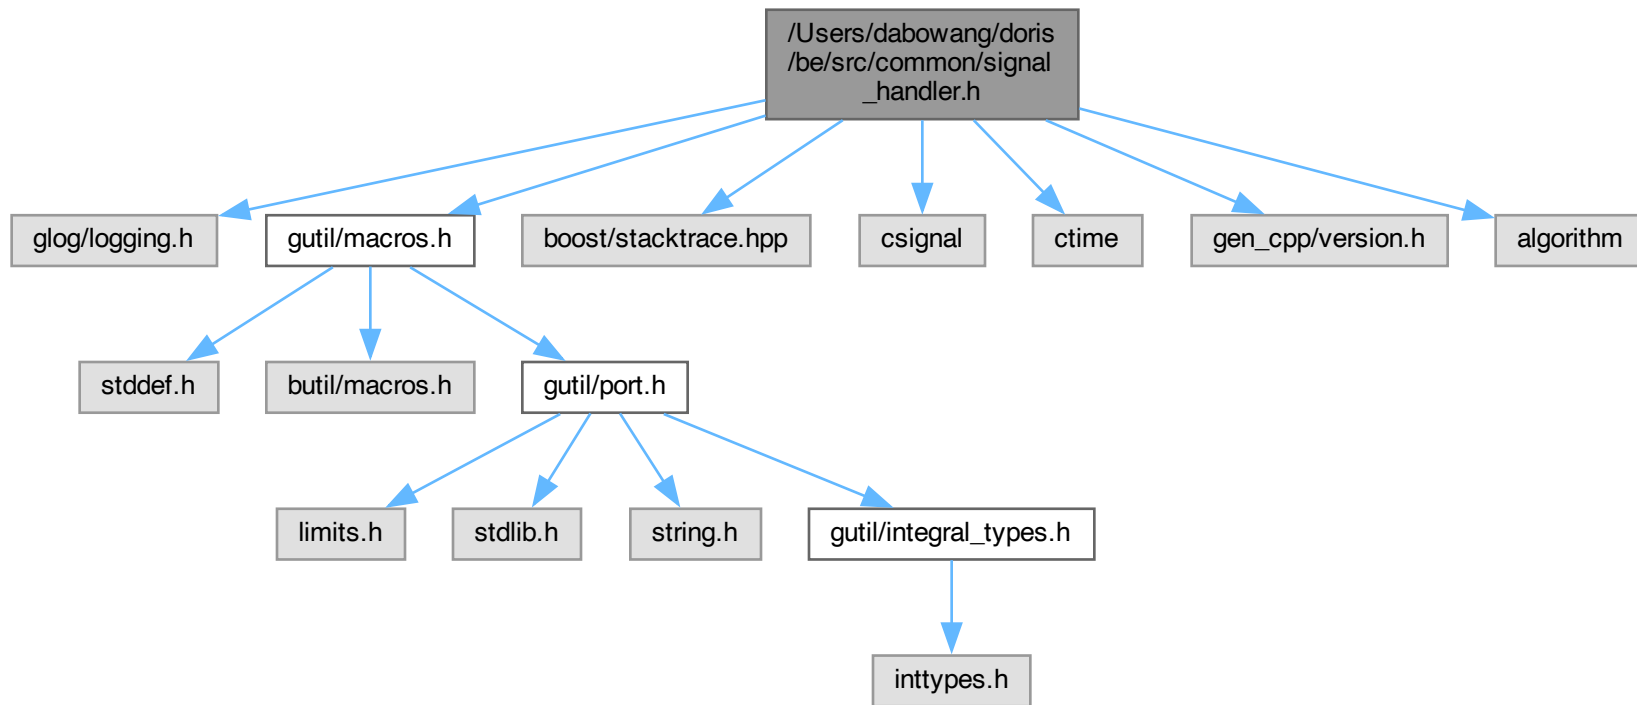 /Users/dabowang/doris
/be/src/common/signal
_handler.h
glog/logging.h
gutil/macros.h
boost/stacktrace.hpp
csignal
ctime
gen_cpp/version.h
algorithm
stddef.h
butil/macros.h
gutil/port.h
limits.h
stdlib.h
string.h
gutil/integral_types.h
inttypes.h